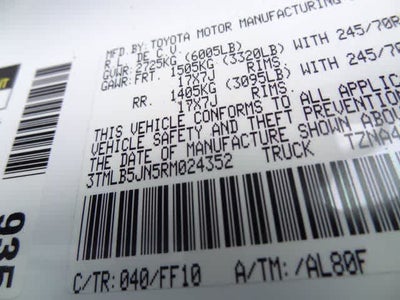 MFD.BY: TOYOTA MOTOR MANUFACTURING
DE C.V.
GVWR: 2725KG (6005LB)
GAWR: FRT. 1505KG (3320LB) WITH 245/70R
17X7J RIMS,
RR. 1405KG (3095LB) WITH 245/70
17X7J RIMS,
THIS VEHICLE CONFORMS TO ALL APPLIC
VEHICLE SAFETY AND THEFT PREVENTION
THE DATE OF MANUFACTURE SHOWN ABOV
3TMLB5JN5RM024352 TRUCK TZNA4
C/TR: 040/FF10 A/TM: /AL80F
935